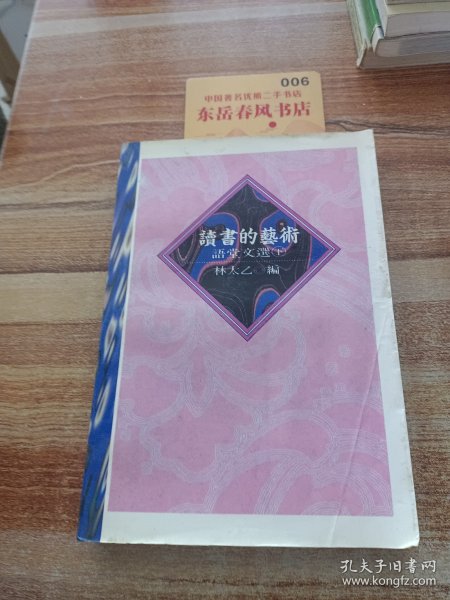 006
中国著名优质二手书店
东岳春风书店
讀書的藝術
語堂文選(下)
林太乙 編
孔夫子旧书网
www.kongfz.com